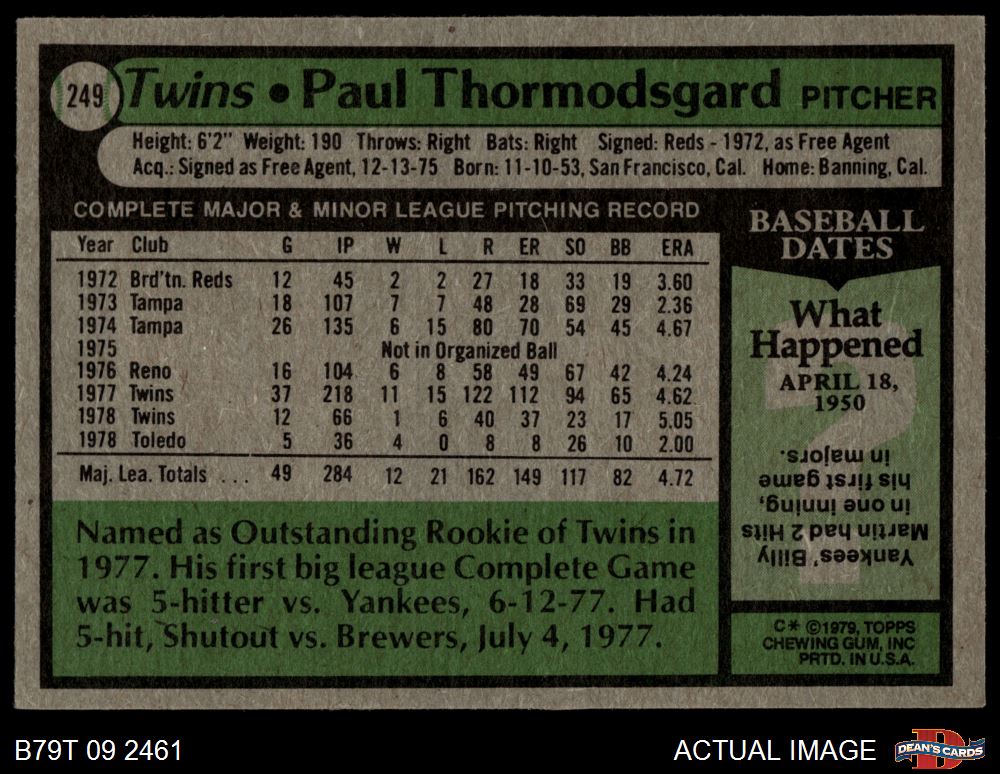 249 Twins • Paul Thormodsgard PITCHER
Height: 6'2" Weight: 190 Throws: Right Bats: Right Signed: Reds - 1972, as Free Agent
Acq.: Signed as Free Agent, 12-13-75 Born: 11-10-53, San Francisco, Cal. Home: Banning, Cal.
COMPLETE MAJOR & MINOR LEAGUE PITCHING RECORD
Year Club G IP W L R ER SO BB ERA
1972 Brd'tn. Reds 12 45 2 2 27 18 33 19 3.60
1973 Tampa 18 107 7 7 48 28 69 29 2.36
1974 Tampa 26 135 6 15 80 70 54 45 4.67
1975 Not in Organized Ball
1976 Reno 16 104 6 8 58 49 67 42 4.24
1977 Twins 37 218 11 15 122 112 94 65 4.62
1978 Twins 12 66 1 6 40 37 23 17 5.05
1978 Toledo 5 36 4 0 8 8 26 10 2.00
Maj. Lea. Totals ... 49 284 12 21 162 149 117 82 4.72
Named as Outstanding Rookie of Twins in
1977. His first big league Complete Game
was 5-hitter vs. Yankees, 6-12-77. Had
5-hit, Shutout vs. Brewers, July 4, 1977.
BASEBALL
DATES
What
Happened
APRIL 18,
1950
?
Yankees' Billy
Martin had 2 Hits
in one inning,
his first game
in majors.
C* ©1979, TOPPS
CHEWING GUM, INC
PRTD. IN U.S.A.
B79T 09 2461
ACTUAL IMAGE
D
DEAN'S CARDS